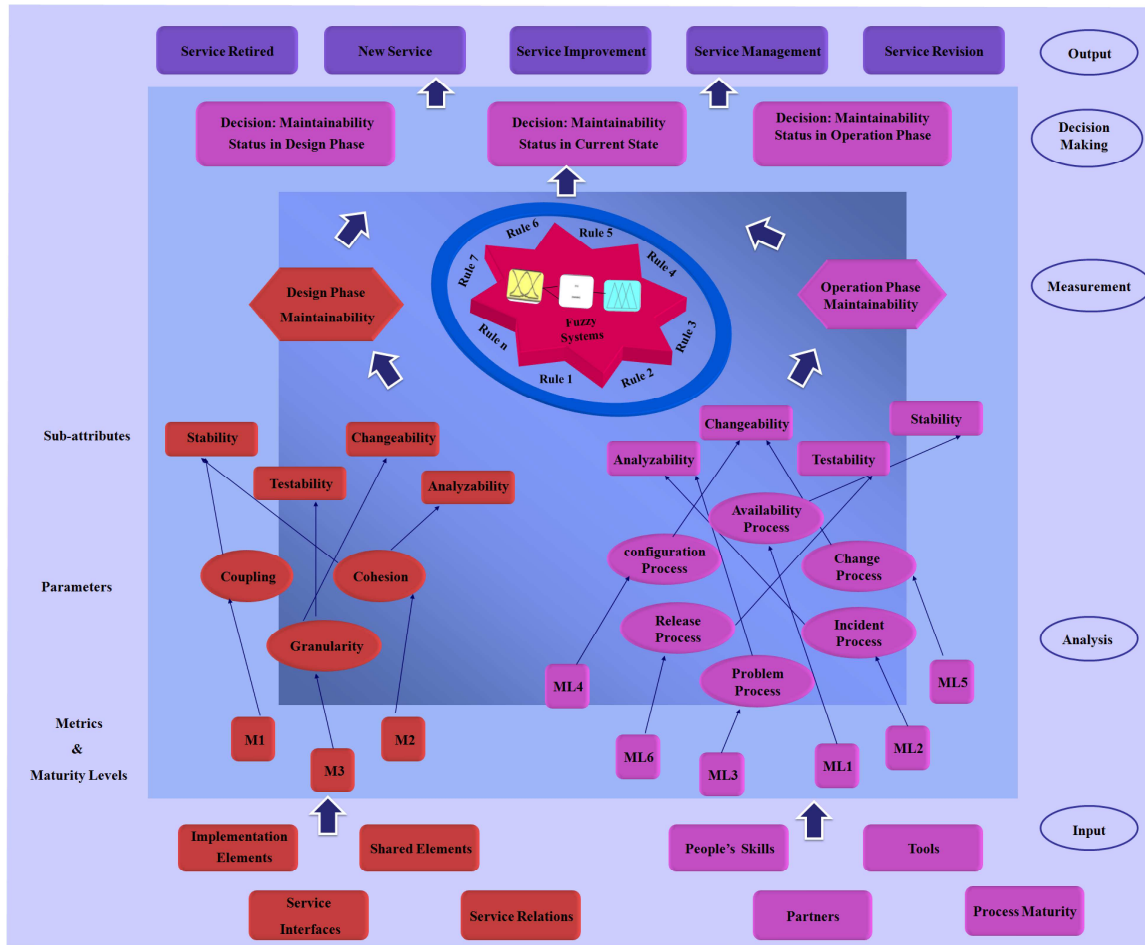 Service Retired
New Service
Service Improvement
Service Management
Service Revision
Output
Decision: Maintainability
Status in Design Phase
Decision: Maintainability
Status in Current State
Decision: Maintainability
Status in Operation Phase
Decision
Making
Rule 6
Rule 5
Rule 7
Rule 4
Design Phase
Maintainability
Fuzzy
Systems
Operation Phase
Maintainability
Measurement
Rule n
Rule 3
Rule 1
Rule 2
Sub-attributes
Stability
Changeability
Testability
Analyzability
Changeability
Stability
Analyzability
Testability
Parameters
Coupling
Cohesion
Granularity
Availability
Process
configuration
Process
Change
Process
Release
Process
Incident
Process
Problem
Process
Analysis
Metrics
&
Maturity Levels
M1
M2
M3
ML4
ML5
ML6
ML3
ML1
ML2
Implementation
Elements
Shared Elements
People's Skills
Tools
Input
Service
Interfaces
Service Relations
Partners
Process Maturity